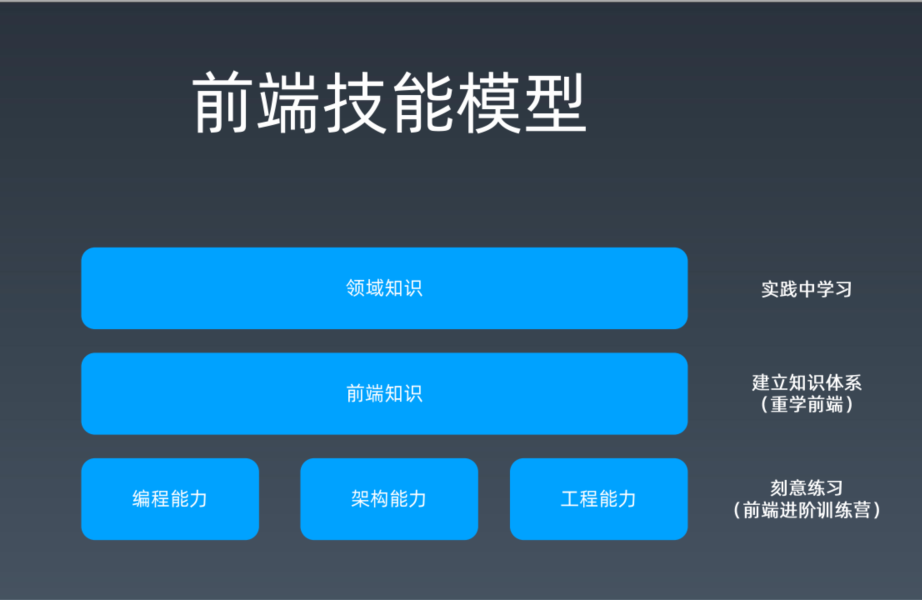 前端技能模型
领域知识
实践中学习
前端知识
建立知识体系
（重学前端）
编程能力
架构能力
工程能力
刻意练习
（前端进阶训练营）